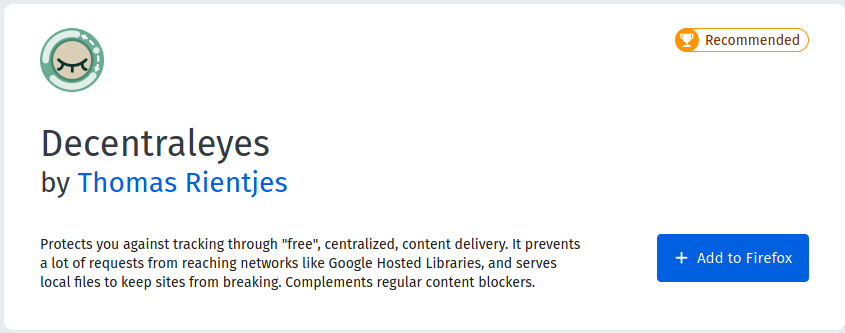 Recommended
Decentraleyes
by Thomas Rientjes
Protects you against tracking through "free", centralized, content delivery. It prevents
a lot of requests from reaching networks like Google Hosted Libraries, and serves
local files to keep sites from breaking. Complements regular content blockers.
+ Add to Firefox